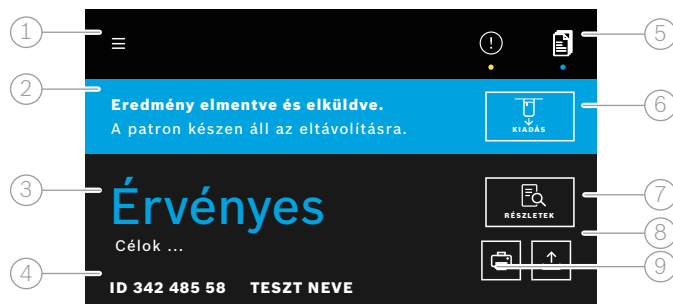 1
5
2
Eredmény elmentve és elküldve.
A patron készen áll az eltávolításra.
KIADÁS
6
3
Érvényes
RÉSZLETEK
7
Célok ...
8
9
4
ID 342 485 58 TESZT NEVE